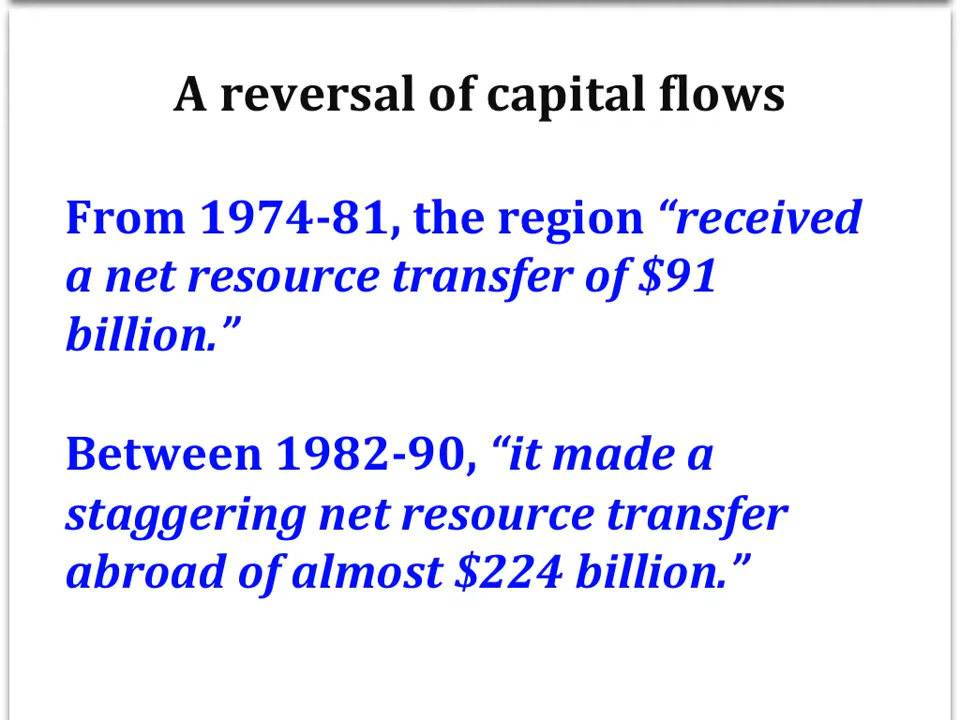 A reversal of capital flows
From 1974-81, the region “received
a net resource transfer of $91
billion.”
Between 1982-90, “it made a
staggering net resource transfer
abroad of almost $224 billion.”